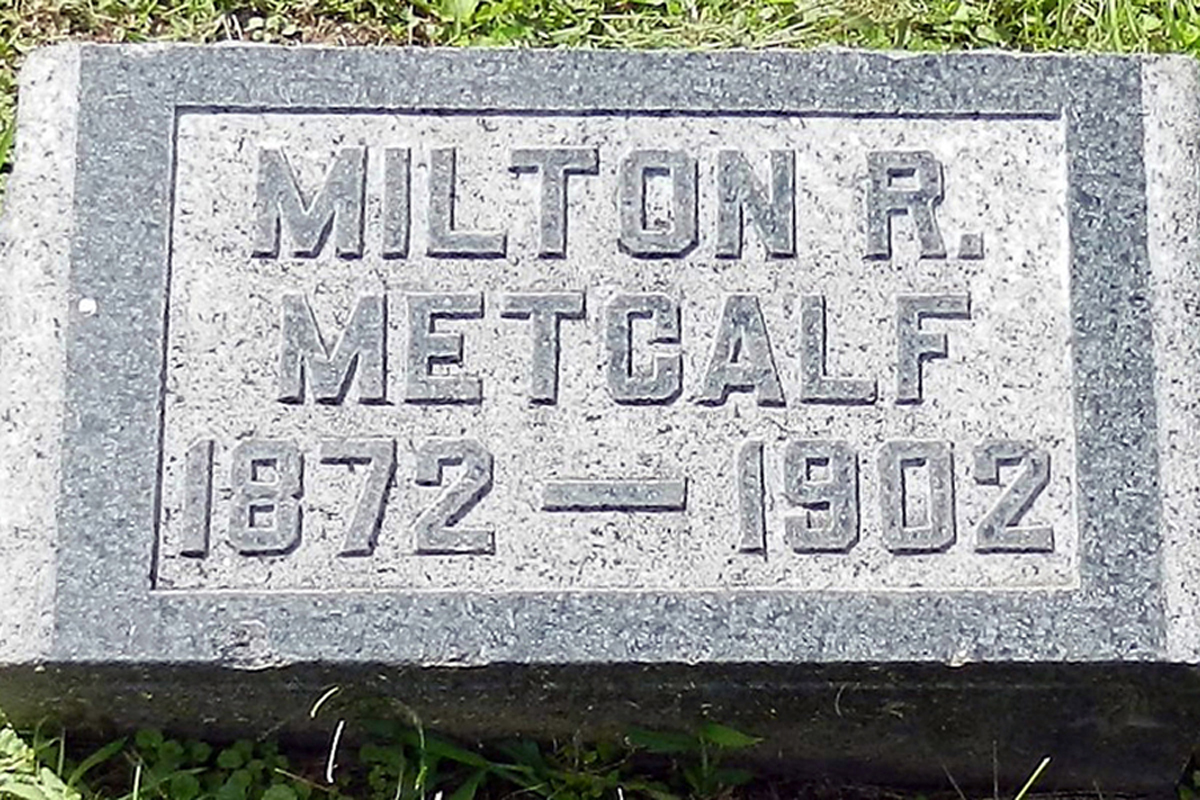 MILTON R.
METCALF
1872 — 1902